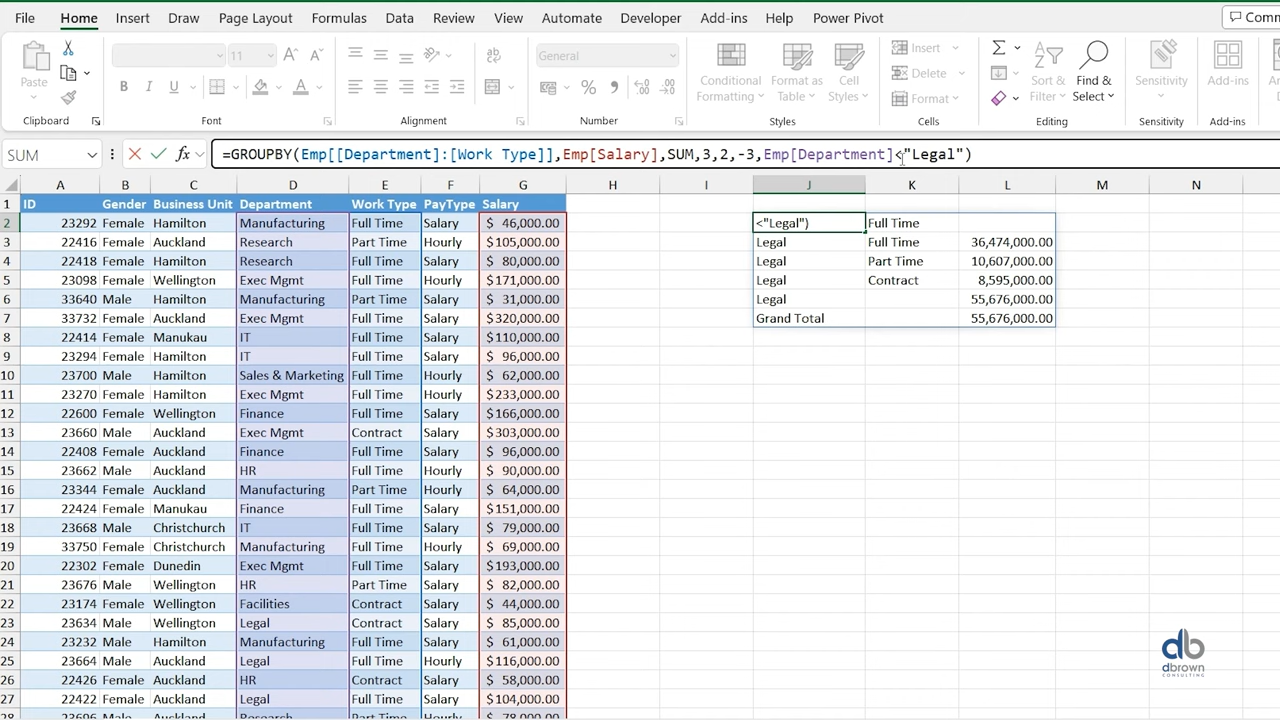 File Home Insert Draw Page Layout Formulas Data Review View Automate Developer Add-ins Help Power Pivot Comm
Paste 11 General Conditional Formatting Format as Table Cell Styles Insert Delete Format Sort & Filter Find & Select Sensitivity Add-ins
Clipboard Font Alignment Number Styles Cells Editing Sensitivity Add-ins
SUM fx =GROUPBY(Emp[[Department]:[Work Type]],Emp[Salary],SUM,3,2,-3,Emp[Department]<"Legal")
A B C D E F G H I J K L M N
1 ID Gender Business Unit Department Work Type PayType Salary
2 23292 Female Hamilton Manufacturing Full Time Salary $ 46,000.00 <"Legal") Full Time
3 22416 Female Auckland Research Part Time Hourly $105,000.00 Legal Full Time 36,474,000.00
4 22418 Female Hamilton Research Full Time Salary $ 80,000.00 Legal Part Time 10,607,000.00
5 23098 Female Wellington Exec Mgmt Full Time Hourly $171,000.00 Legal Contract 8,595,000.00
6 33640 Male Hamilton Manufacturing Part Time Salary $ 31,000.00 Legal 55,676,000.00
7 33732 Female Auckland Exec Mgmt Full Time Salary $320,000.00 Grand Total 55,676,000.00
8 22414 Female Manukau IT Full Time Salary $110,000.00
9 23294 Female Hamilton IT Full Time Salary $ 96,000.00
10 23700 Male Hamilton Sales & Marketing Full Time Hourly $ 62,000.00
11 23270 Female Hamilton Exec Mgmt Full Time Hourly $233,000.00
12 22600 Female Wellington Finance Full Time Salary $166,000.00
13 23660 Male Auckland Exec Mgmt Contract Salary $303,000.00
14 22408 Female Auckland Finance Full Time Salary $ 96,000.00
15 23662 Male Auckland HR Full Time Hourly $ 90,000.00
16 23344 Female Auckland Manufacturing Part Time Hourly $ 64,000.00
17 22424 Female Manukau Finance Full Time Salary $151,000.00
18 23668 Male Christchurch IT Full Time Salary $ 79,000.00
19 33750 Female Christchurch Manufacturing Full Time Hourly $ 69,000.00
20 22302 Female Dunedin Exec Mgmt Full Time Salary $193,000.00
21 23676 Male Wellington HR Part Time Hourly $ 82,000.00
22 23174 Female Wellington Facilities Contract Salary $ 44,000.00
23 23634 Male Wellington Legal Contract Salary $ 85,000.00
24 23232 Male Hamilton Manufacturing Full Time Salary $ 61,000.00
25 23664 Male Auckland Legal Full Time Hourly $116,000.00
26 22426 Female Auckland HR Contract Salary $ 58,000.00
27 22422 Female Auckland Legal Full Time Salary $104,000.00
28 23696 Male Auckland Research Part Time Hourly $ 78,000.00
db
dbrown
CONSULTING